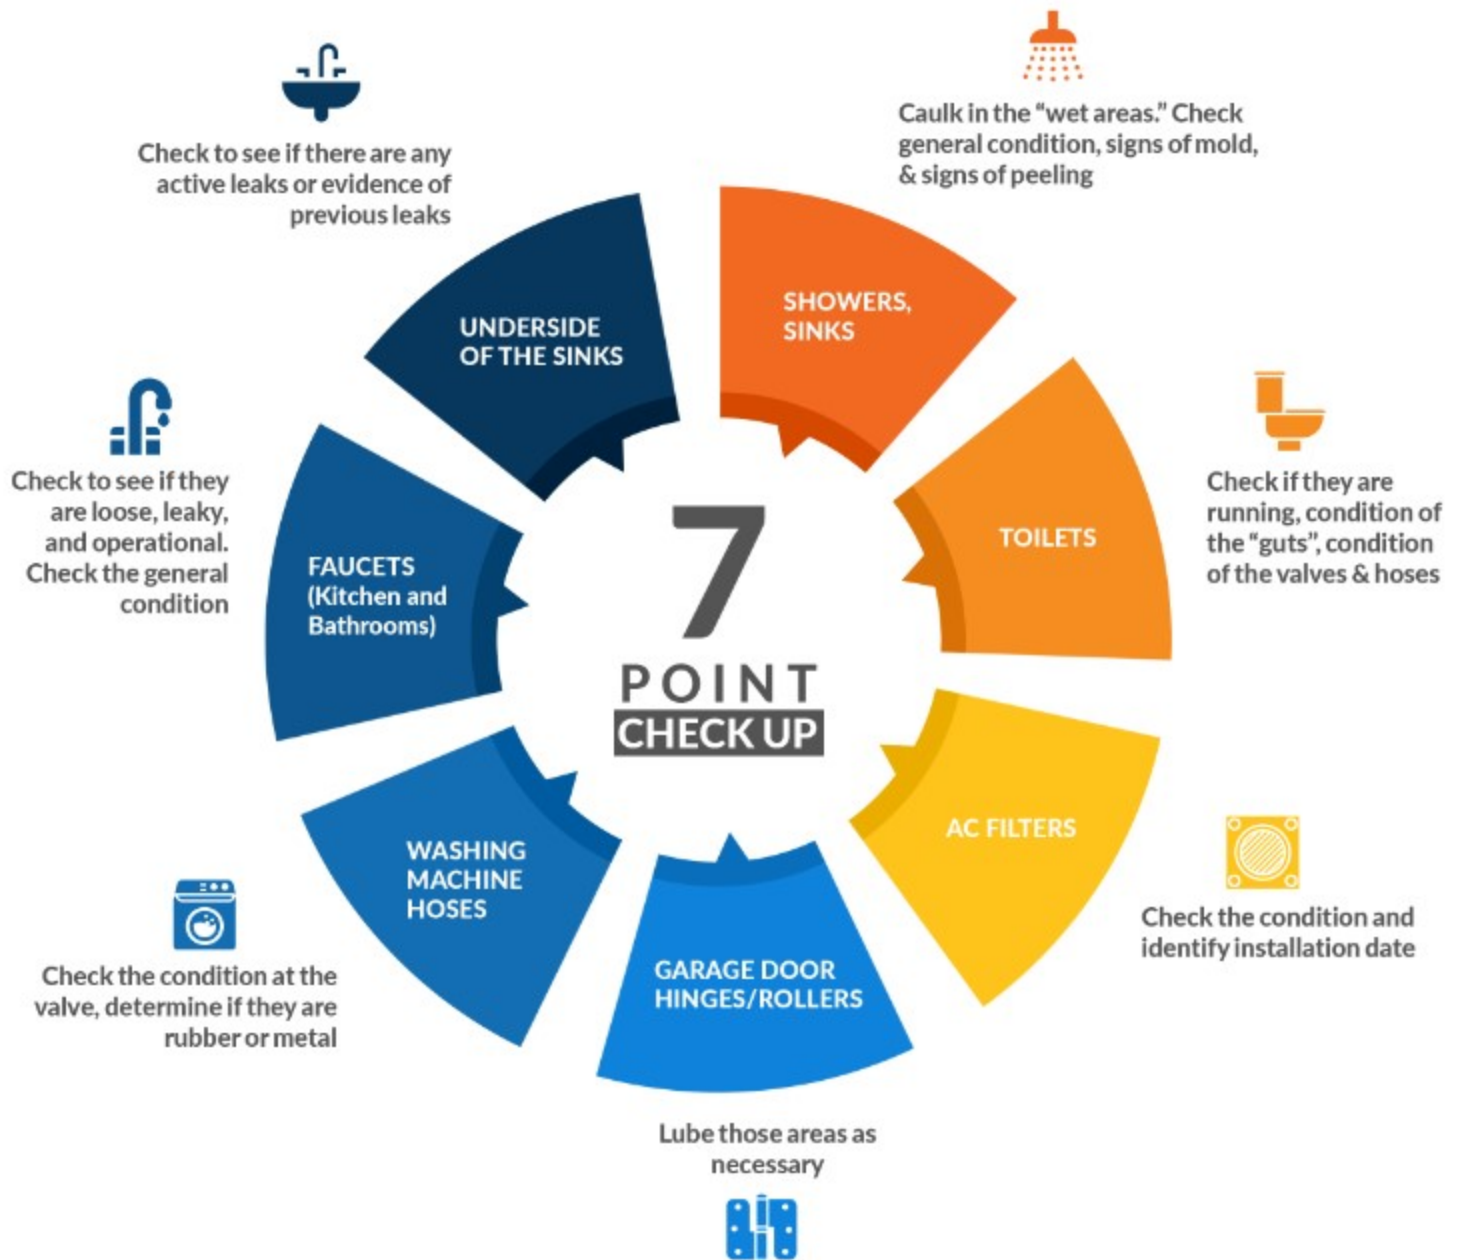 7
POINT
CHECK UP
Caulk in the “wet areas.” Check
general condition, signs of mold,
& signs of peeling
SHOWERS,
SINKS
Check if they are
running, condition of
the “guts”, condition
of the valves & hoses
TOILETS
AC FILTERS
Check the condition and
identify installation date
GARAGE DOOR
HINGES/ROLLERS
Lube those areas as
necessary
WASHING
MACHINE
HOSES
Check the condition at the
valve, determine if they are
rubber or metal
FAUCETS
(Kitchen and
Bathrooms)
Check to see if they
are loose, leaky,
and operational.
Check the general
condition
UNDERSIDE
OF THE SINKS
Check to see if there are any
active leaks or evidence of
previous leaks